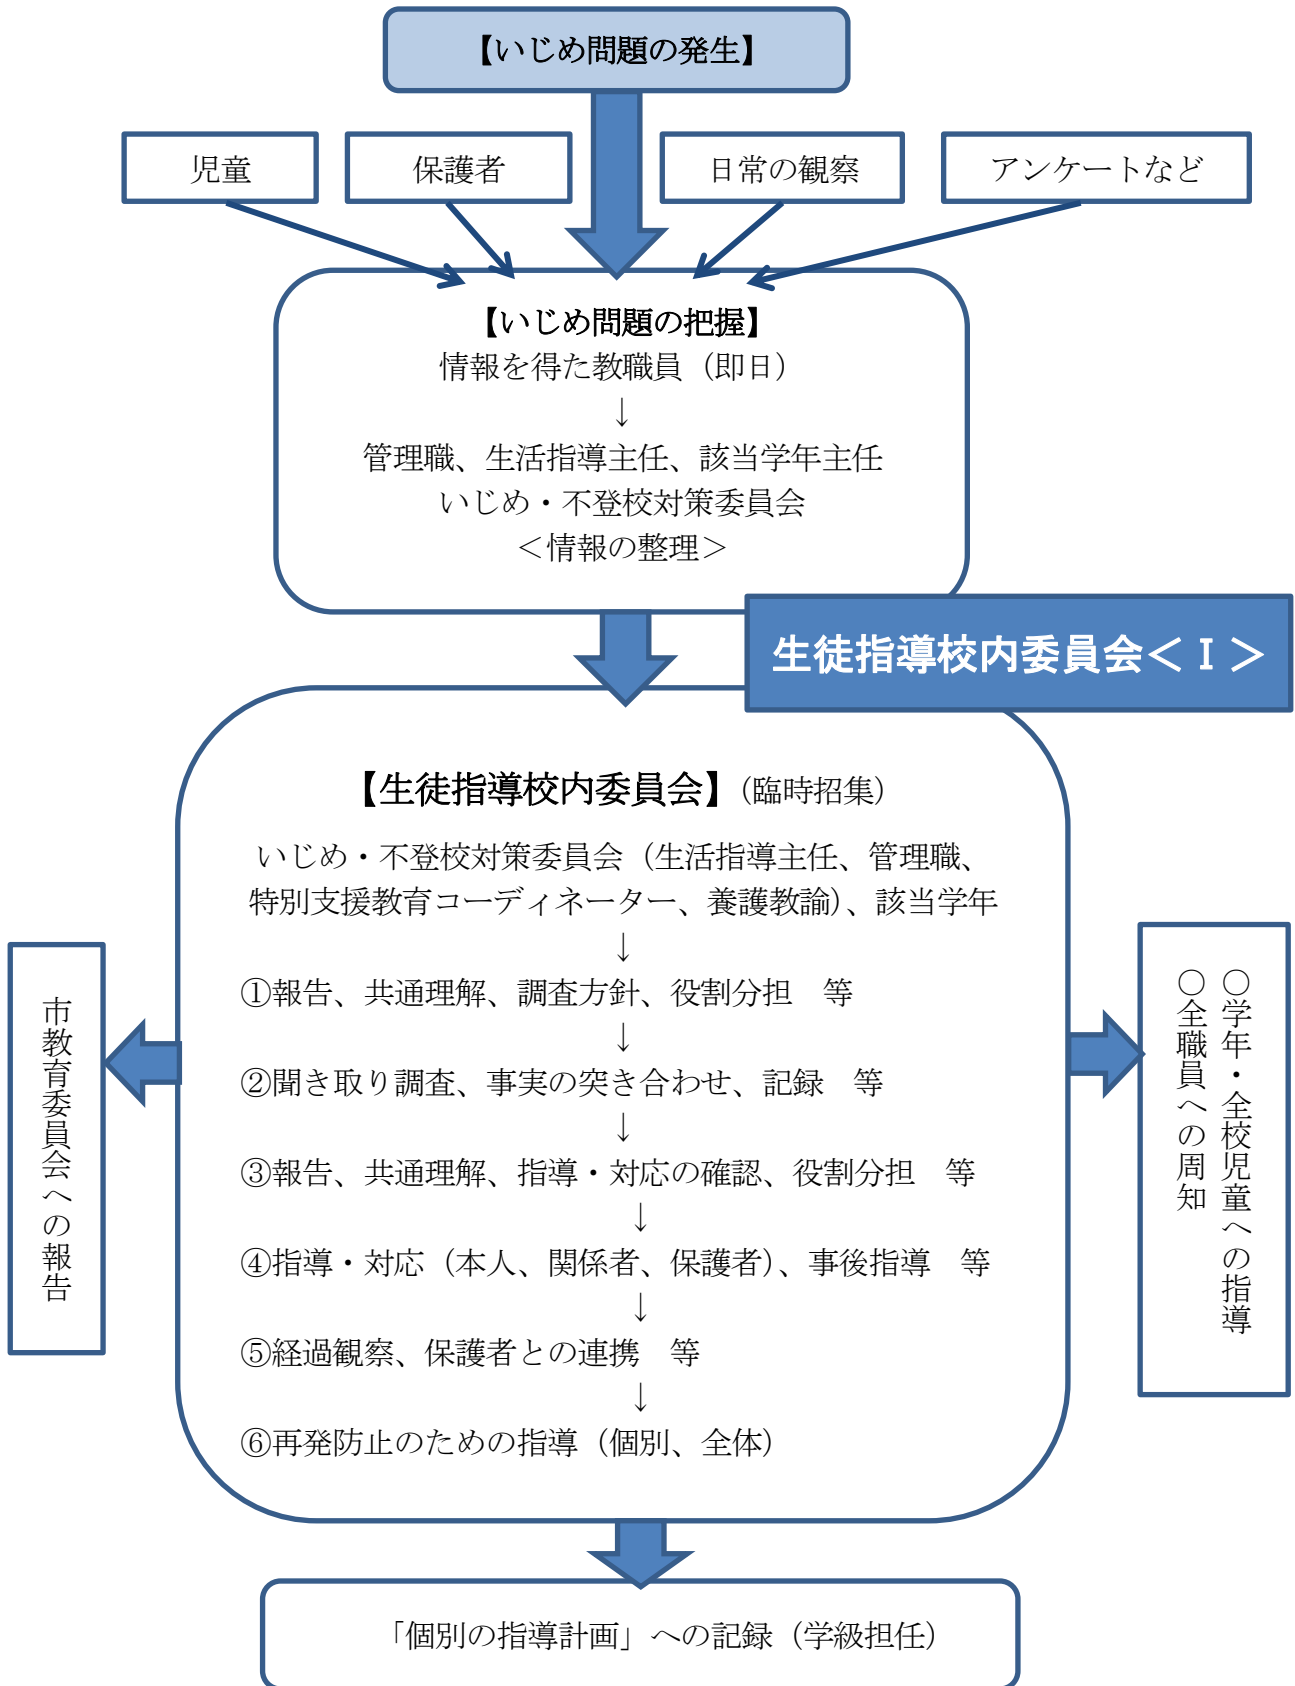 【いじめ問題の発生】
児童
保護者
日常の観察
アンケートなど
【いじめ問題の把握】
情報を得た教職員（即日）
↓
管理職、生活指導主任、該当学年主任
いじめ・不登校対策委員会
＜情報の整理＞
生徒指導校内委員会＜Ⅰ＞
【生徒指導校内委員会】（臨時招集）
いじめ・不登校対策委員会（生活指導主任、管理職、
特別支援教育コーディネーター、養護教諭）、該当学年
↓
①報告、共通理解、調査方針、役割分担　等
↓
②聞き取り調査、事実の突き合わせ、記録　等
↓
③報告、共通理解、指導・対応の確認、役割分担　等
↓
④指導・対応（本人、関係者、保護者）、事後指導　等
↓
⑤経過観察、保護者との連携　等
↓
⑥再発防止のための指導（個別、全体）
市教育委員会への報告
○学年・全校児童への指導
○全職員への周知
「個別の指導計画」への記録（学級担任）